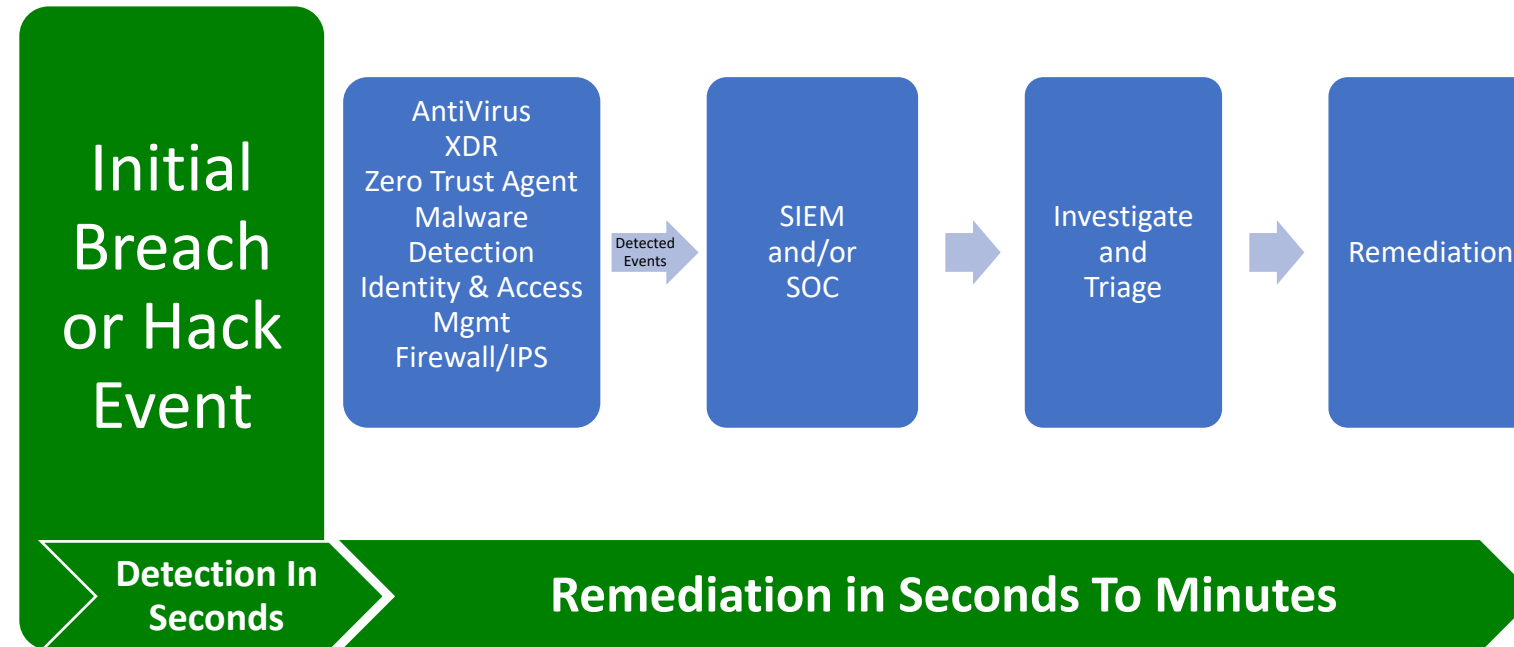 Initial
Breach
or Hack
Event
AntiVirus
XDR
Zero Trust Agent
Malware
Detection
Identity & Access
Mgmt
Firewall/IPS
Detected
Events
SIEM
and/or
SOC
Investigate
and
Triage
Remediation
Detection In
Seconds
Remediation in Seconds To Minutes